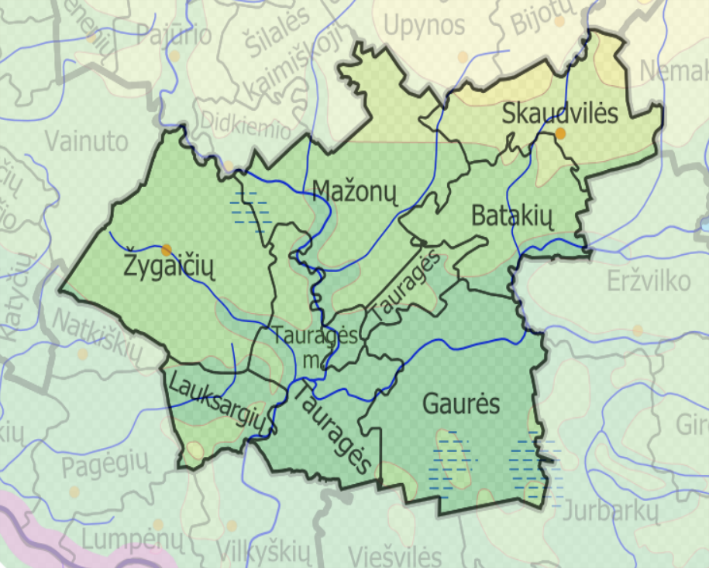 Upynos
Bijotų
Pajūrio
Šilalės
kaimiškoji
Nemak
Skaudvilės
Didkiemio
Vainuto
Mažonų
Batakių
Žygaičių
Tauragės
Eržvilko
Katyčių
Natkiškių
Tauragės
m.
Lauksargių
Tauragės
Gaurės
Pagėgių
Jurbarkų
Lumpėnų
Vilkyškių
Viešvilės